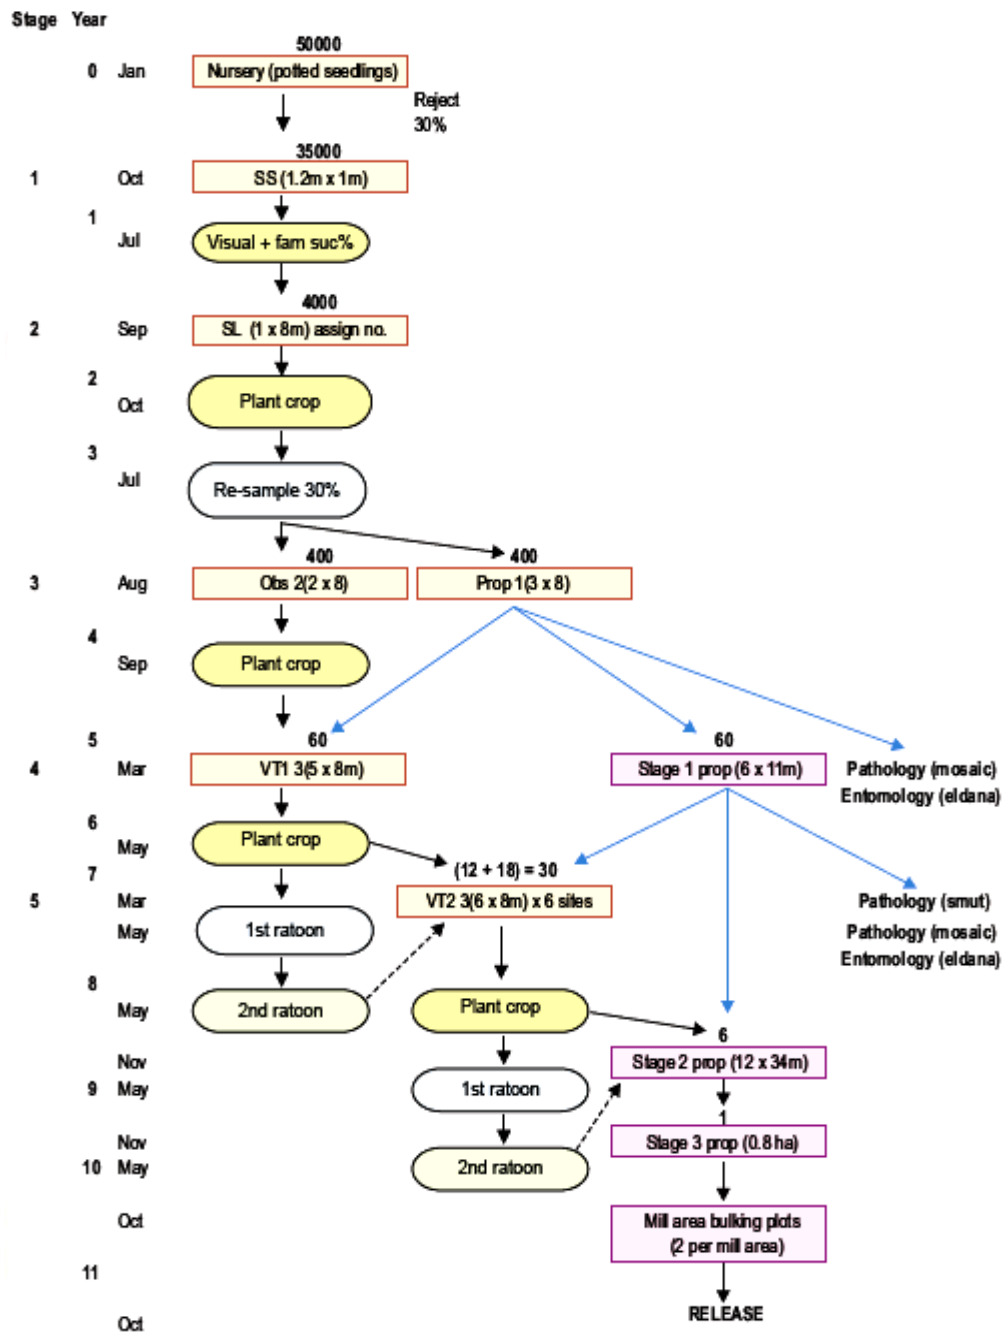 Stage Year
50000
0 Jan Nursery (potted seedlings)
Reject
30%
35000
1 Oct SS (1.2m x 1m)
1
Jul Visual + fam suc%
4000
2 Sep SL (1 x 8m) assign no.
2
Oct Plant crop
3
Jul Re-sample 30%
400 400
3 Aug Obs 2(2 x 8) Prop 1(3 x 8)
4
Sep Plant crop
5 60 60
4 Mar VT1 3(5 x 8m) Stage 1 prop (6 x 11m) Pathology (mosaic)
Entomology (eldana)
6
May Plant crop
7 (12 + 18) = 30
5 Mar VT2 3(6 x 8m) x 6 sites Pathology (smut)
May 1st ratoon Pathology (mosaic)
Entomology (eldana)
8
May 2nd ratoon Plant crop
6
Nov Stage 2 prop (12 x 34m)
9 May 1st ratoon
1
Nov Stage 3 prop (0.8 ha)
10 May 2nd ratoon
Oct Mill area bulking plots
(2 per mill area)
11
RELEASE
Oct